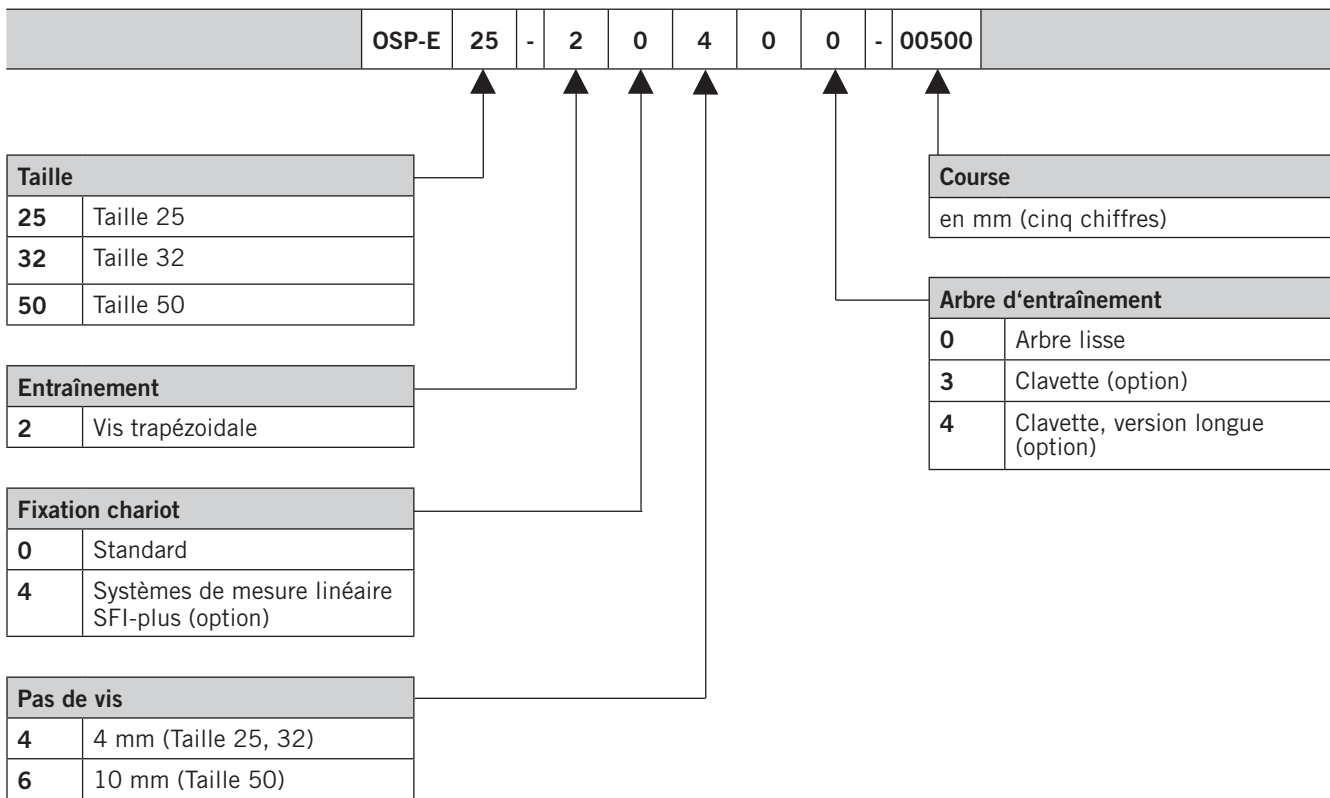 OSP-E 25 - 2 0 4 0 0 - 00500
Taille
25 Taille 25
32 Taille 32
50 Taille 50
Entraînement
2 Vis trapézoidale
Fixation chariot
0 Standard
4 Systèmes de mesure linéaire
SFI-plus (option)
Pas de vis
4 4 mm (Taille 25, 32)
6 10 mm (Taille 50)
Course
en mm (cinq chiffres)
Arbre d‘entraînement
0 Arbre lisse
3 Clavette (option)
4 Clavette, version longue
(option)